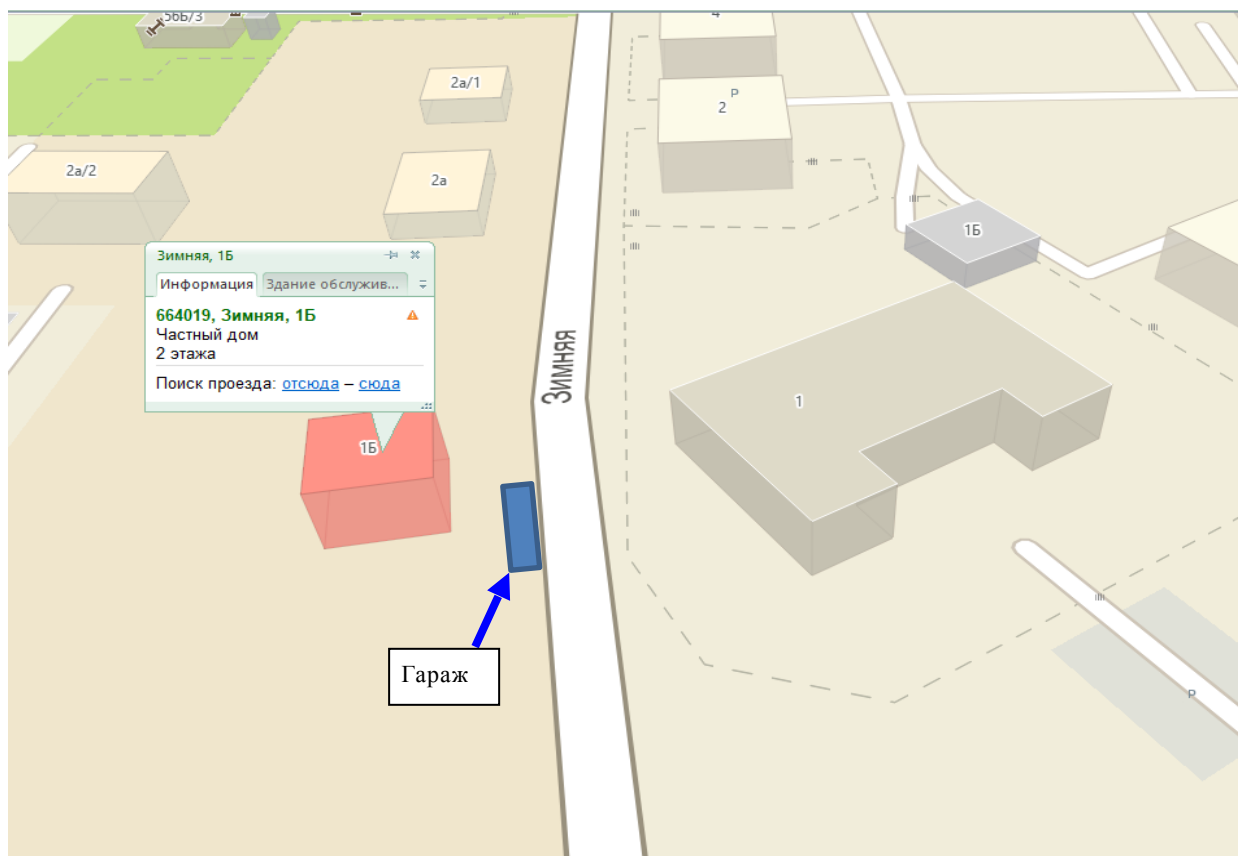 56Б/3
4
2а/1
2
P
2а/2
2а
1Б
Зимняя, 1Б
Информация
Здание обслужив...
664019, Зимняя, 1Б
Частный дом
2 этажа
Поиск проезда: отсюда – сюда
Зимняя
1
1Б
Гараж
P